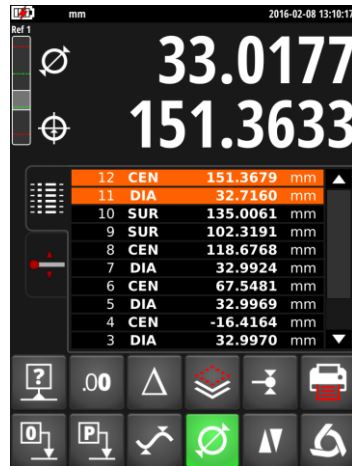 mm 2016-02-08 13:10:17
Ref 1
33.0177
151.3633
12 CEN 151.3679 mm
11 DIA 32.7160 mm
10 SUR 135.0061 mm
9 SUR 102.3191 mm
8 CEN 118.6768 mm
7 DIA 32.9924 mm
6 CEN 67.5481 mm
5 DIA 32.9969 mm
4 CEN -16.4164 mm
3 DIA 32.9970 mm
? .00
0 P